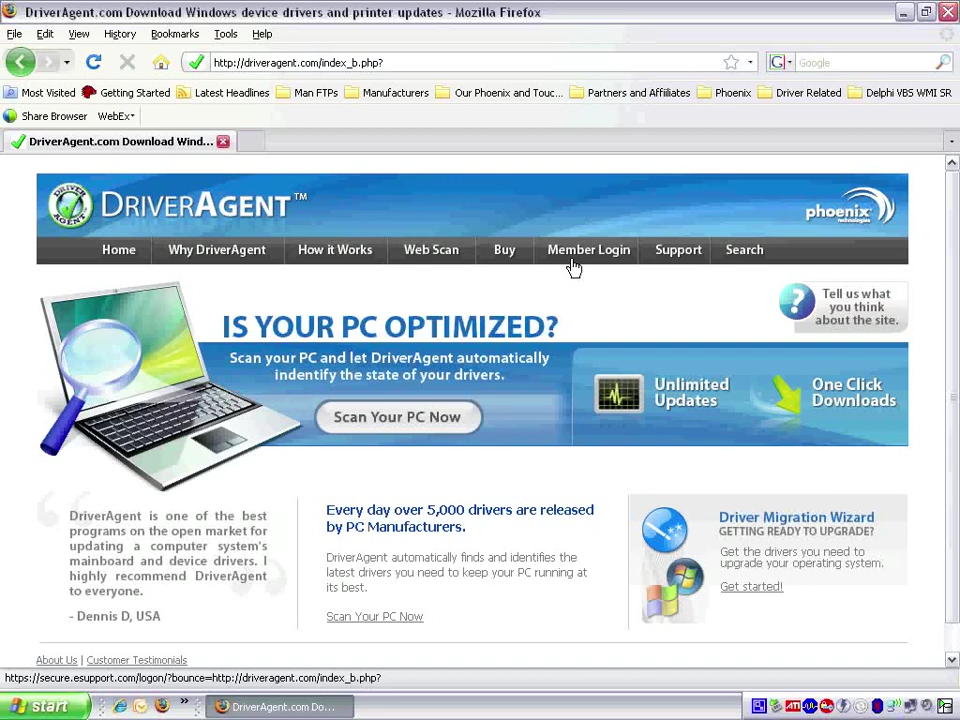 DriverAgent.com Download Windows device drivers and printer updates - Mozilla Firefox
File Edit View History Bookmarks Tools Help
http://driveragent.com/index_b.php?
G Google
Most Visited Getting Started Latest Headlines Man FTPs Manufacturers Our Phoenix and Touc... Partners and Affiliates Phoenix Driver Related Delphi VBS WMI SR
Share Browser WebEx
DriverAgent.com Download Wind...
DRIVER AGENT
DRIVERAGENT™
phoenix technologies
Home Why DriverAgent How it Works Web Scan Buy Member Login Support Search
Tell us what
you think
about the site.
IS YOUR PC OPTIMIZED?
Scan your PC and let DriverAgent automatically
indentify the state of your drivers.
Scan Your PC Now
Unlimited
Updates
One Click
Downloads
DriverAgent is one of the best
programs on the open market for
updating a computer system's
mainboard and device drivers. I
highly recommend DriverAgent
to everyone.
- Dennis D, USA
Every day over 5,000 drivers are released
by PC Manufacturers.
DriverAgent automatically finds and identifies the
latest drivers you need to keep your PC running at
its best.
Scan Your PC Now
Driver Migration Wizard
GETTING READY TO UPGRADE?
Get the drivers you need to
upgrade your operating system.
Get started!
About Us | Customer Testimonials
https://secure.esupport.com/logon/?bounce=http://driveragent.com/index_b.php?
start
DriverAgent.com Do...
ATI